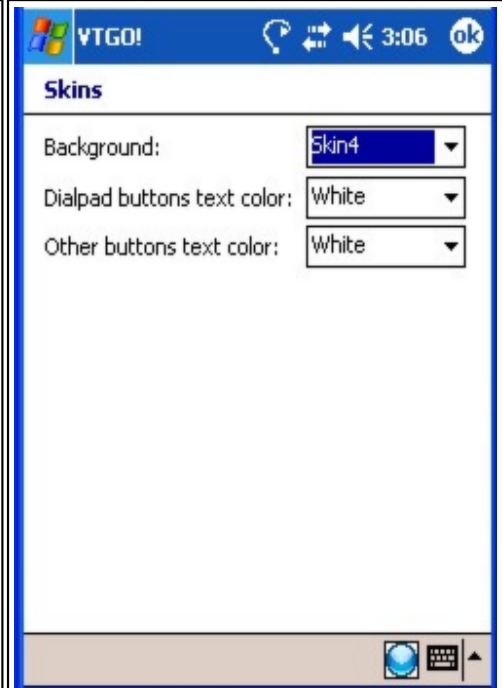 VTGO! 3:06 ok
Skins
Background: Skin4
Dialpad buttons text color: White
Other buttons text color: White